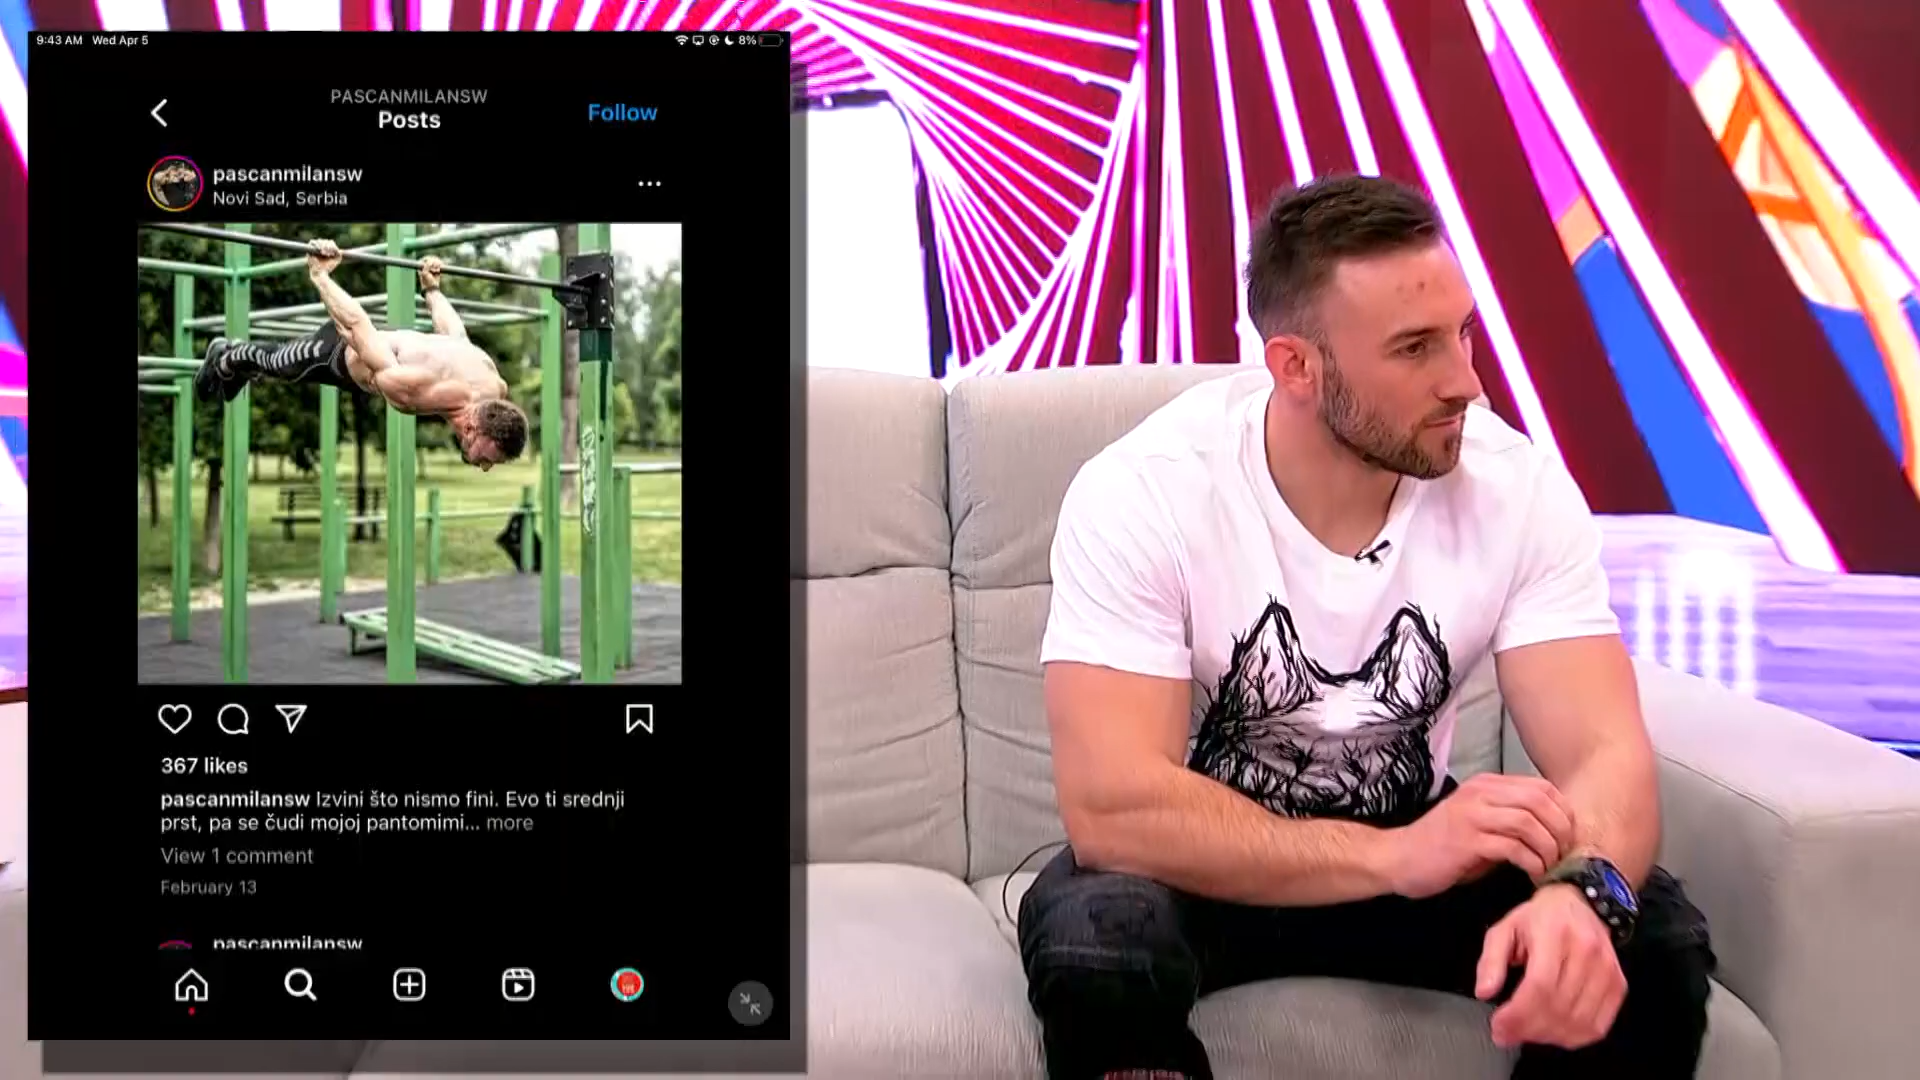 9:43 AM Wed Apr 5
8%
PASCANMILANSW
Posts
Follow
pascanmilansw
Novi Sad, Serbia
367 likes
pascanmilansw Izvini što nismo fini. Evo ti srednji
prst, pa se čudi mojoj pantomimi... more
View 1 comment
February 13
pascanmilansw